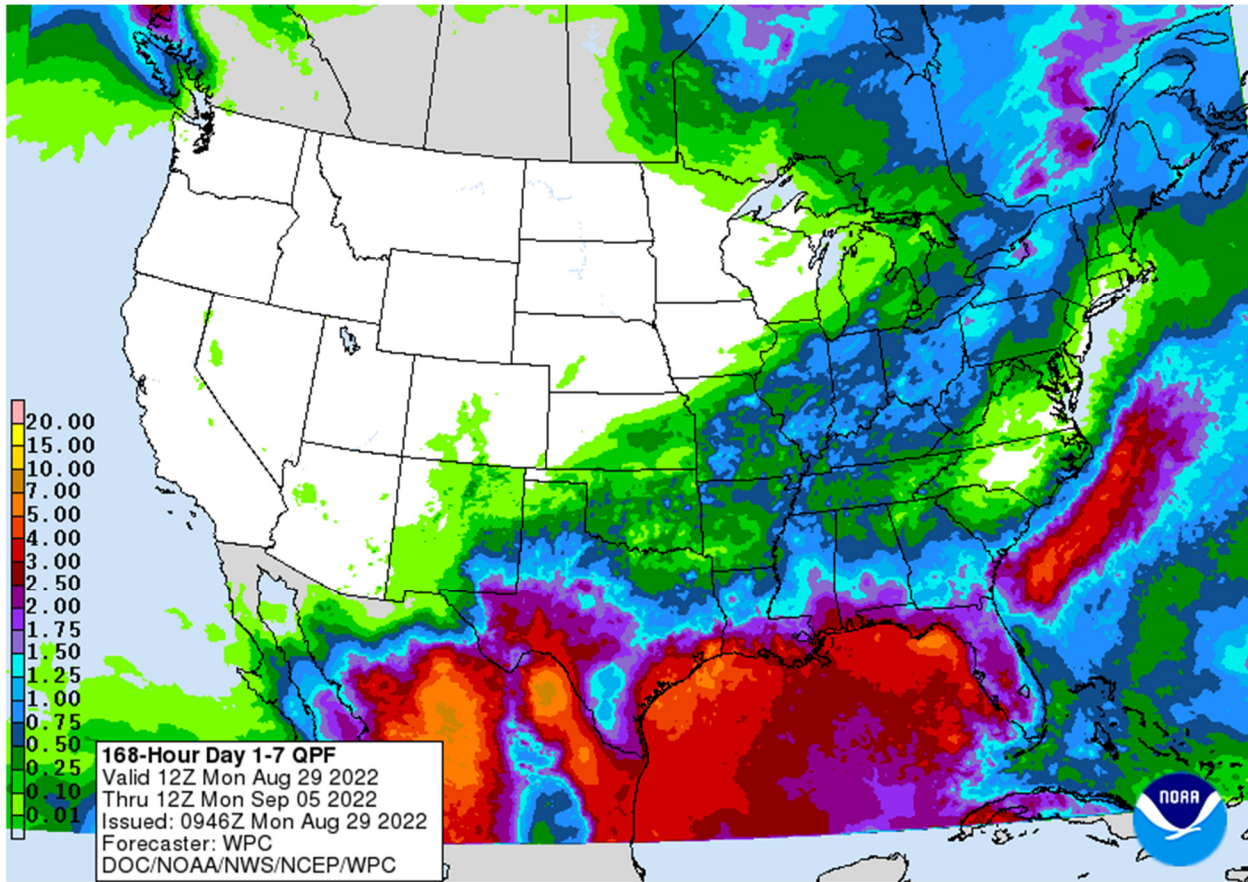 20.00
15.00
10.00
7.00
5.00
4.00
3.00
2.50
2.00
1.75
1.50
1.25
1.00
0.75
0.50
0.25
0.10
0.01
168-Hour Day 1-7 QPF
Valid 12Z Mon Aug 29 2022
Thru 12Z Mon Sep 05 2022
Issued: 0946Z Mon Aug 29 2022
Forecaster: WPC
DOC/NOAA/NWS/NCEP/WPC
NOAA